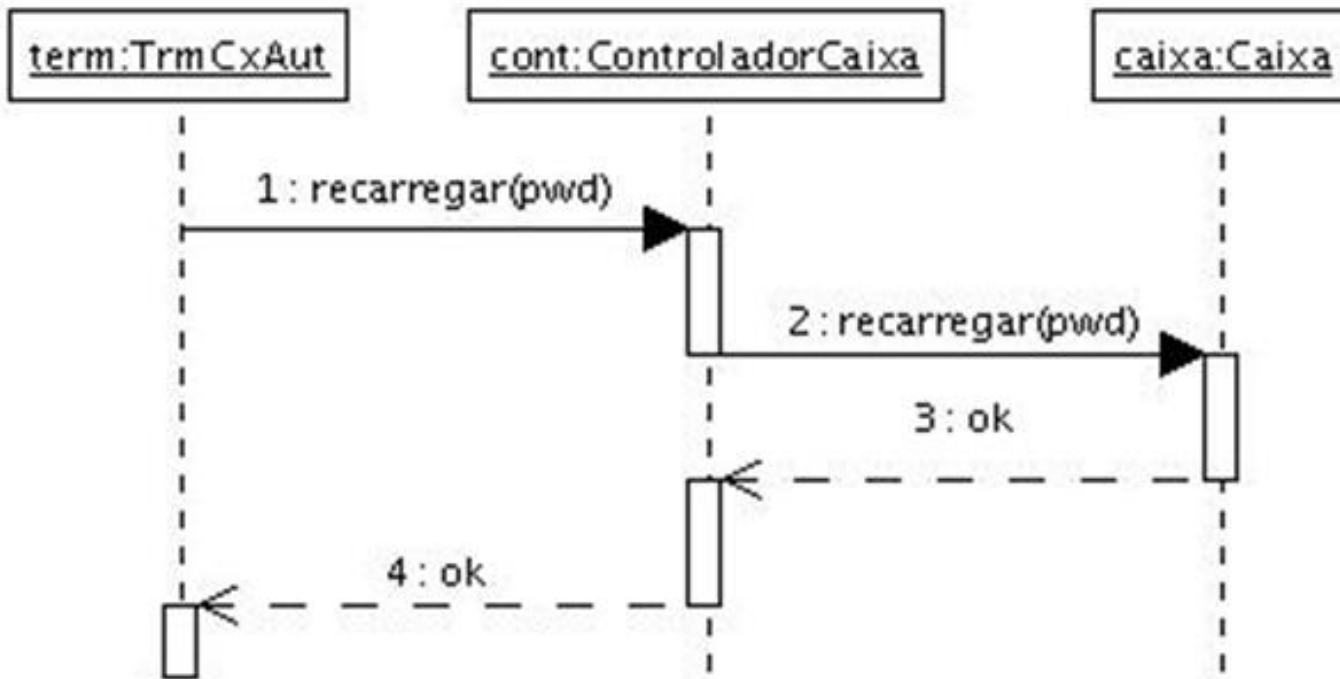 term:TrmCxAut
cont:ControladorCaixa
caixa:Caixa
1 : recarregar(pwd)
2 : recarregar(pwd)
3 : ok
4 : ok